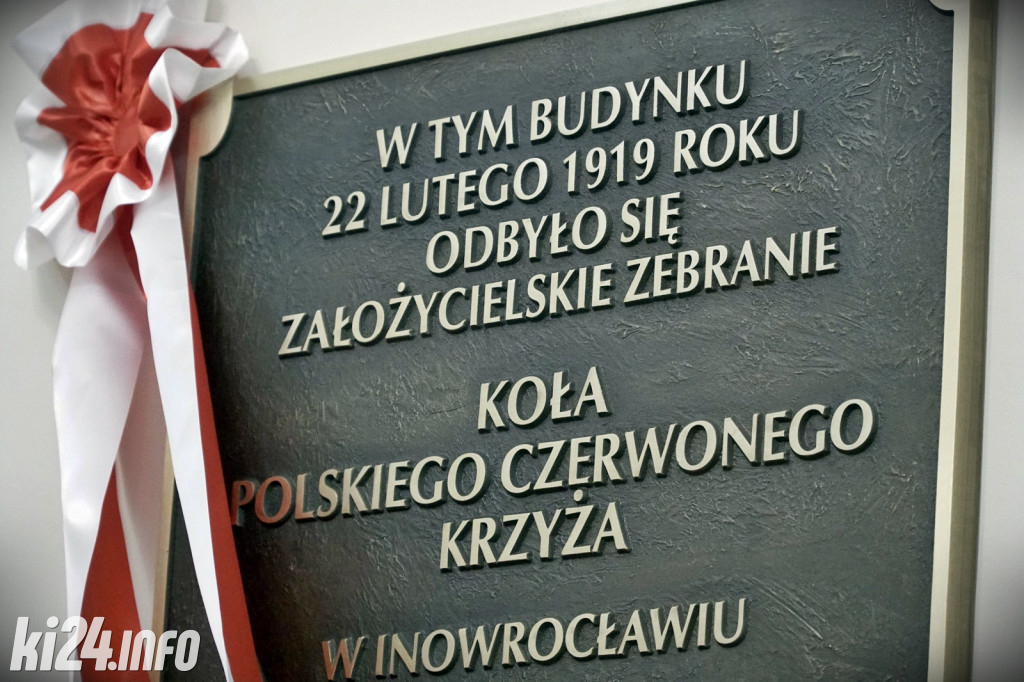 W TYM BUDYNKU
22 LUTEGO 1919 ROKU
ODBYŁO SIĘ
ZAŁOŻYCIELSKIE ZEBRANIE
KOŁA
POLSKIEGO CZERWONEGO
KRZYŻA
W INOWROCŁAWIU
ki24.info